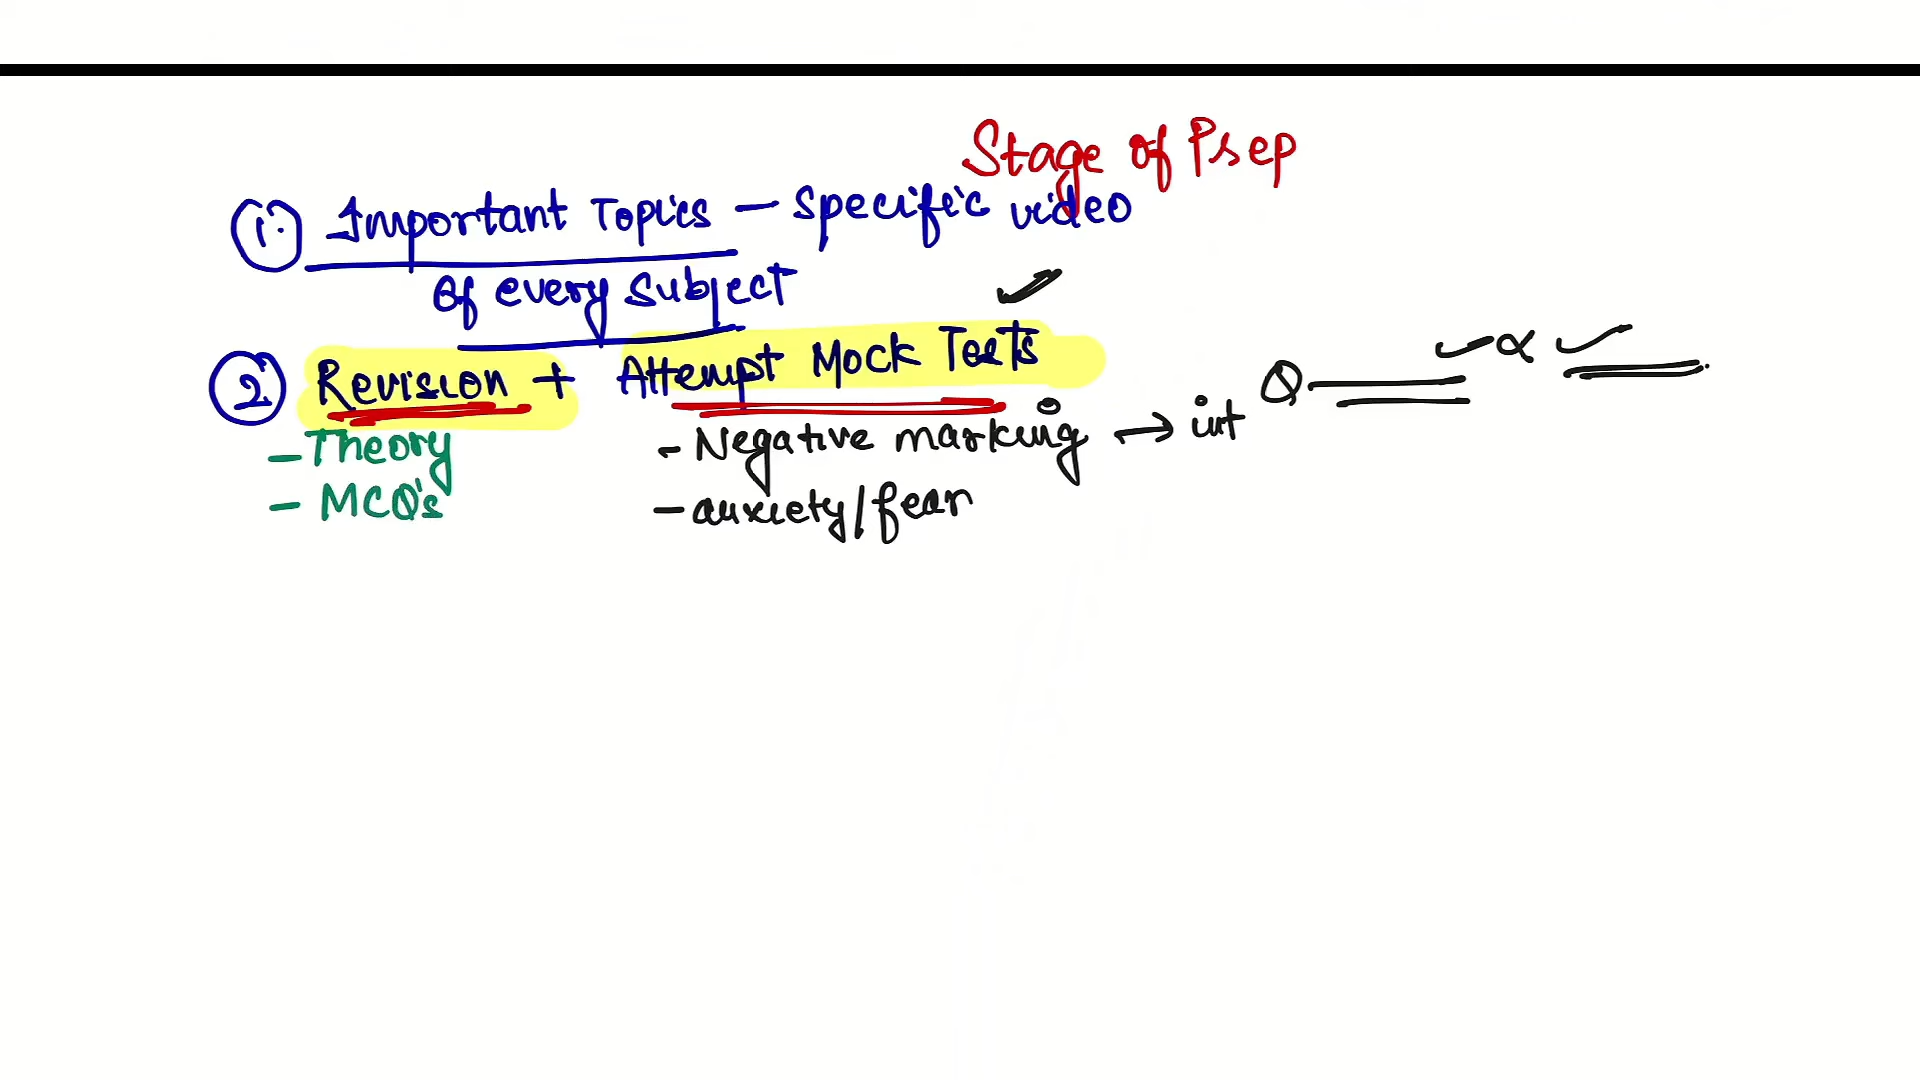 Stage of Prep
1. Important Topics - specific video
of every subject
2. Revision + Attempt Mock Tests
- Theory
- MCQ's
- Negative marking → int Q
- anxiety/fear